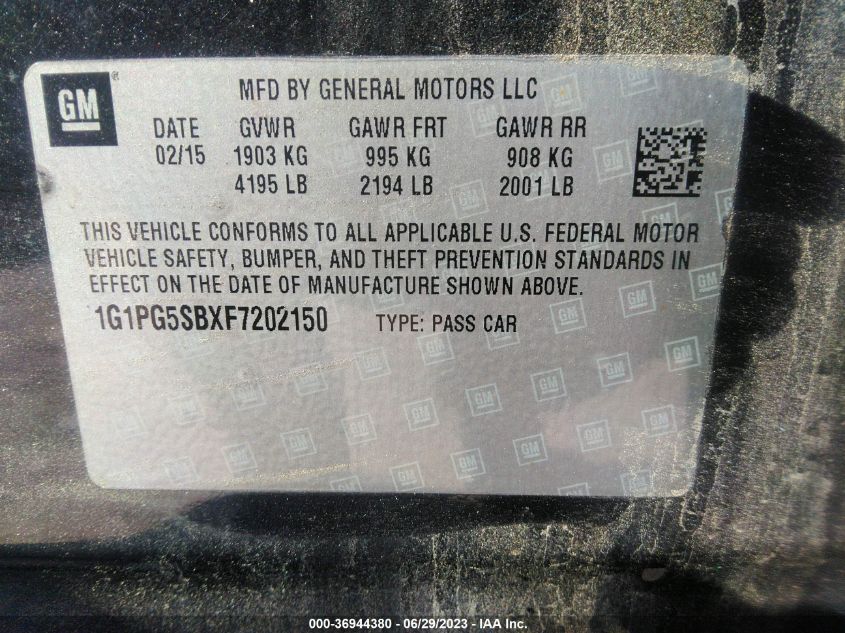 GM
®
MFD BY GENERAL MOTORS LLC
DATE GVWR GAWR FRT GAWR RR
02/15 1903 KG 995 KG 908 KG
4195 LB 2194 LB 2001 LB
THIS VEHICLE CONFORMS TO ALL APPLICABLE U.S. FEDERAL MOTOR
VEHICLE SAFETY, BUMPER, AND THEFT PREVENTION STANDARDS IN
EFFECT ON THE DATE OF MANUFACTURE SHOWN ABOVE.
1G1PG5SBXF7202150 TYPE: PASS CAR
000-36944380 - 06/29/2023 - IAA Inc.